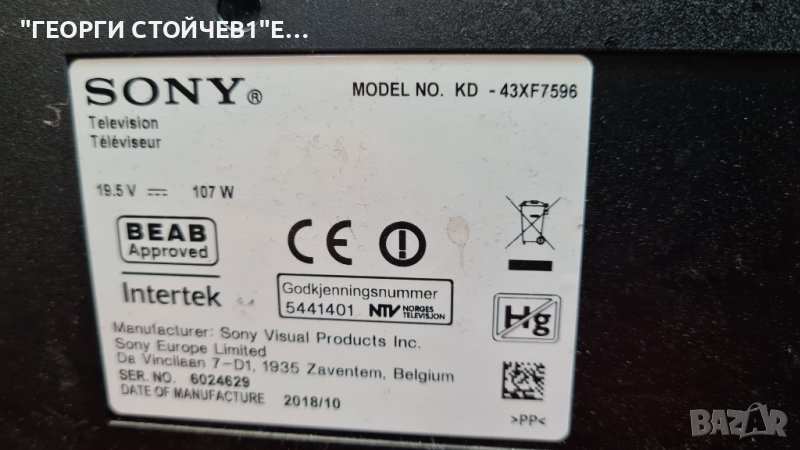 "ГЕОРГИ СТОЙЧЕВ1"Е...
SONY®
MODEL NO. KD - 43XF7596
Television
Téléviseur
19.5 V 107 W
BEAB
Approved
CE
Intertek
Godkjenningsnummer
5441401 NTV NORGES TELEVISJON
Hg
Manufacturer: Sony Visual Products Inc.
Sony Europe Limited
Da Vincilaan 7-D1, 1935 Zaventem, Belgium
SER. NO. 6024629
DATE OF MANUFACTURE 2018/10
>PP<
BAZAR